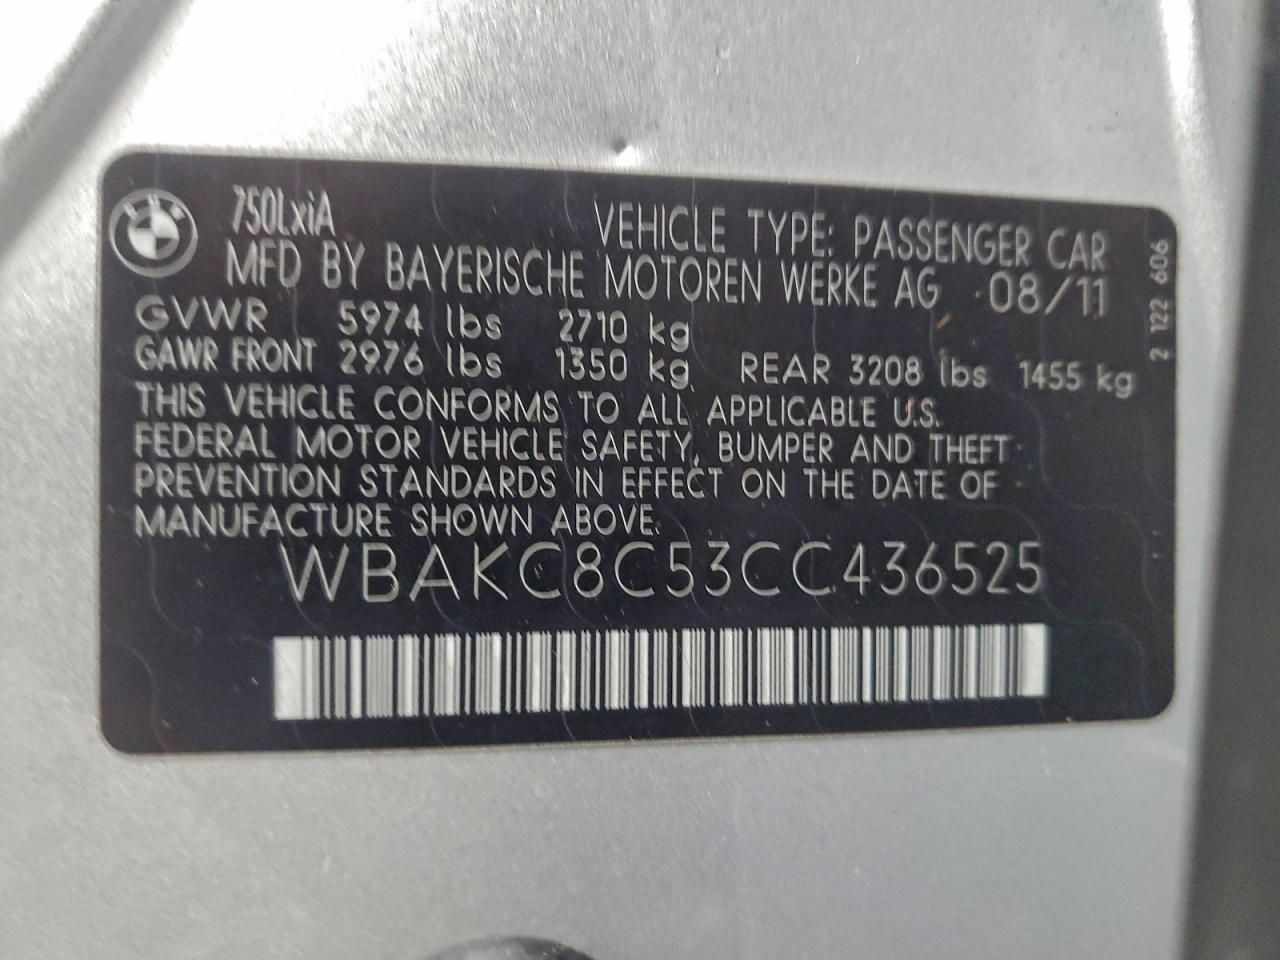 BMW
750LxiA VEHICLE TYPE: PASSENGER CAR
MFD BY BAYERISCHE MOTOREN WERKE AG 08/11
GVWR 5974 lbs 2710 kg
GAWR FRONT 2976 lbs 1350 kg REAR 3208 lbs 1455 kg
THIS VEHICLE CONFORMS TO ALL APPLICABLE U.S.
FEDERAL MOTOR VEHICLE SAFETY, BUMPER AND THEFT
PREVENTION STANDARDS IN EFFECT ON THE DATE OF
MANUFACTURE SHOWN ABOVE.
WBAKC8C53CC436525
2 122 606